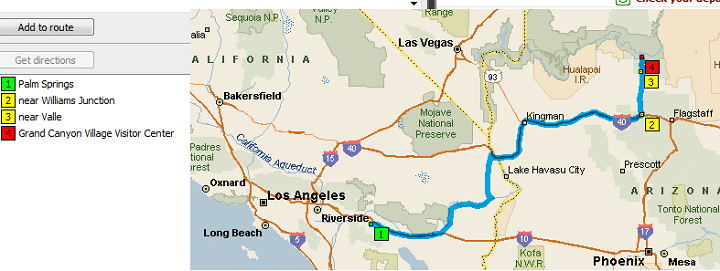 Check your depo
Add to route
Get directions
1 Palm Springs
2 near Williams Junction
3 near Valle
4 Grand Canyon Village Visitor Center
Sequoia N.P.
N.P.
Range
Las Vegas
alia
CALIFORNIA
93
Hualapai
I.R.
4
3
Bakersfield
Mojave
National
Preserve
Kingman
40
2
Flagstaff
Padres
National
Forest
California Aqueduct
15
40
Lake Havasu City
Prescott
Oxnard
Los Angeles
ARIZONA
Riverside
Tonto National
Forest
Long Beach
1
5
10
17
Kofa
N.W.R.
Phoenix
Mesa